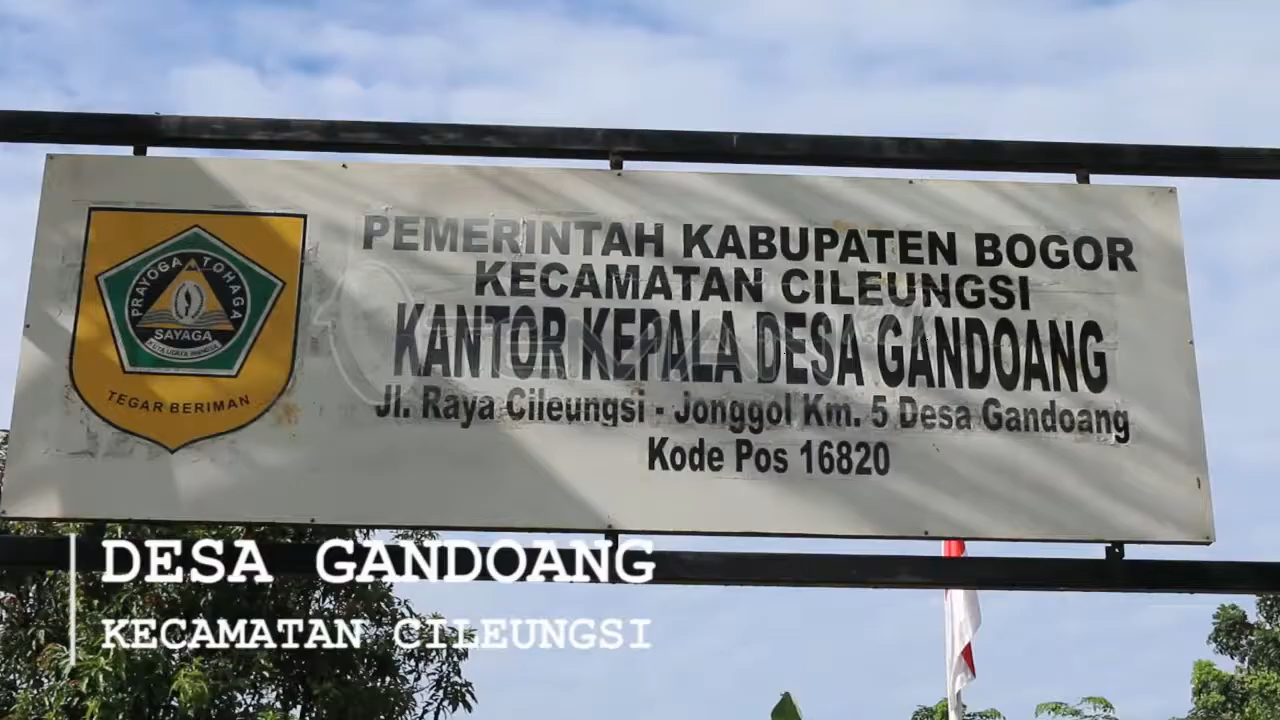 PEMERINTAH KABUPATEN BOGOR
KECAMATAN CILEUNGSI
KANTOR KEPALA DESA GANDOANG
Jl. Raya Cileungsi - Jonggol Km. 5 Desa Gandoang
Kode Pos 16820
PRAYOGA TOHAGA
SAYAGA
TEGAR BERIMAN
DESA GANDOANG
KECAMATAN CILEUNGSI